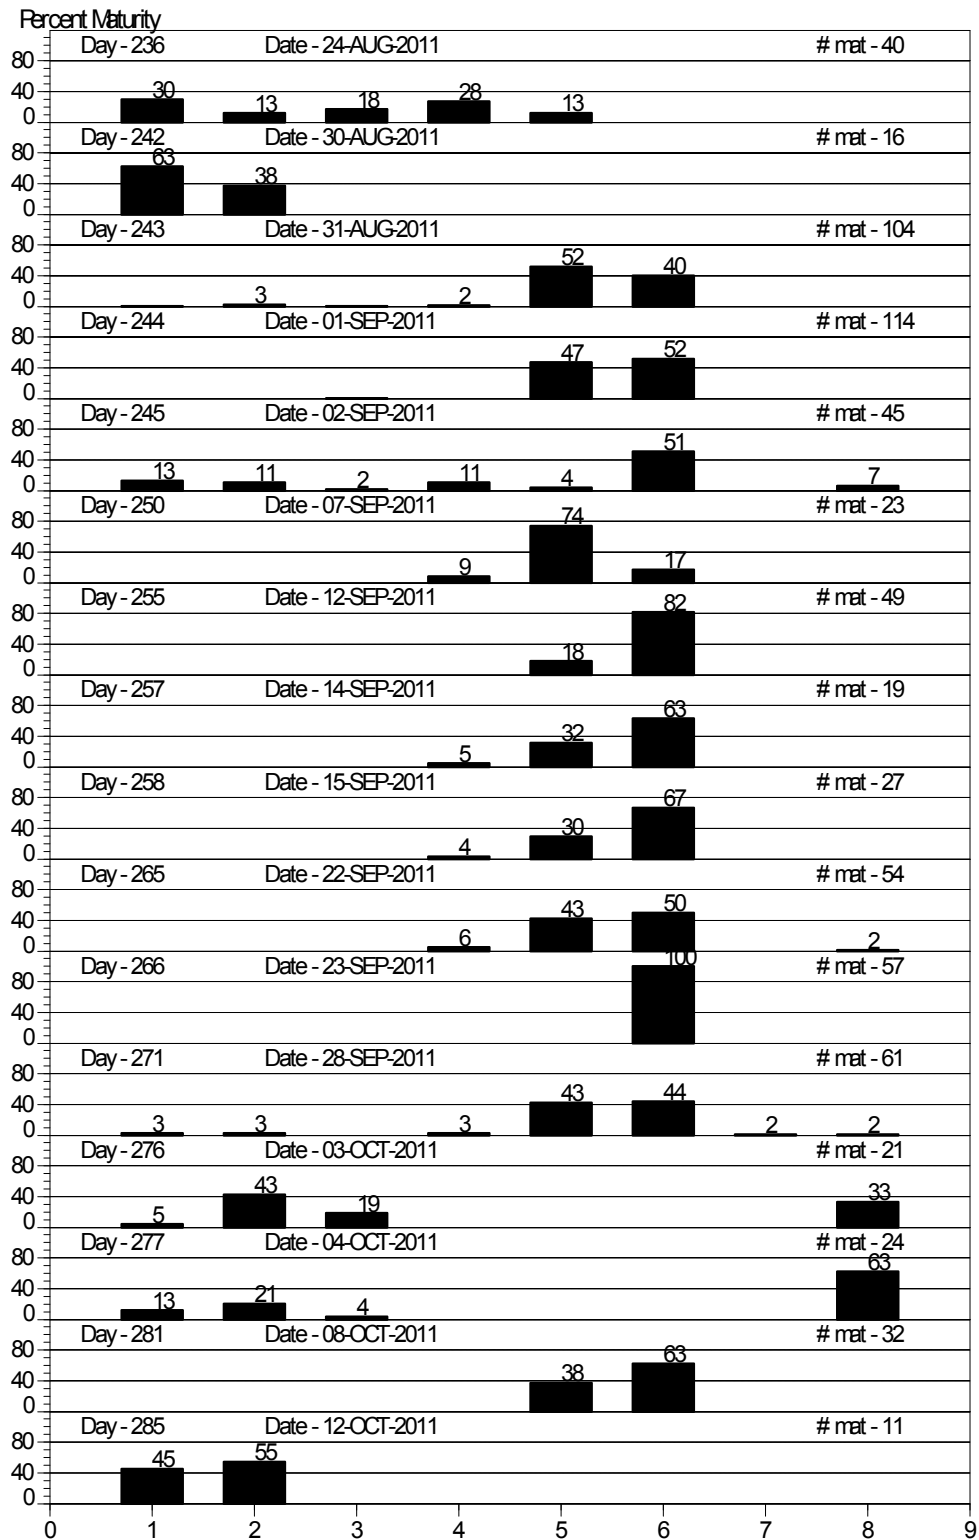 Percent Maturity
Day - 236 Date - 24-AUG-2011 # mat - 40
80
40
0
30 13 18 28 13
Day - 242 Date - 30-AUG-2011 # mat - 16
80
40
0
63 38
Day - 243 Date - 31-AUG-2011 # mat - 104
80
40
0
3 2 52 40
Day - 244 Date - 01-SEP-2011 # mat - 114
80
40
0
47 52
Day - 245 Date - 02-SEP-2011 # mat - 45
80
40
0
13 11 2 11 4 51 7
Day - 250 Date - 07-SEP-2011 # mat - 23
80
40
0
9 74 17
Day - 255 Date - 12-SEP-2011 # mat - 49
80
40
0
18 82
Day - 257 Date - 14-SEP-2011 # mat - 19
80
40
0
5 32 63
Day - 258 Date - 15-SEP-2011 # mat - 27
80
40
0
4 30 67
Day - 265 Date - 22-SEP-2011 # mat - 54
80
40
0
6 43 50 2
Day - 266 Date - 23-SEP-2011 # mat - 57
80
40
0
100
Day - 271 Date - 28-SEP-2011 # mat - 61
80
40
0
3 3 3 43 44 2 2
Day - 276 Date - 03-OCT-2011 # mat - 21
80
40
0
5 43 19 33
Day - 277 Date - 04-OCT-2011 # mat - 24
80
40
0
13 21 4 63
Day - 281 Date - 08-OCT-2011 # mat - 32
80
40
0
38 63
Day - 285 Date - 12-OCT-2011 # mat - 11
80
40
0
45 55
0 1 2 3 4 5 6 7 8 9